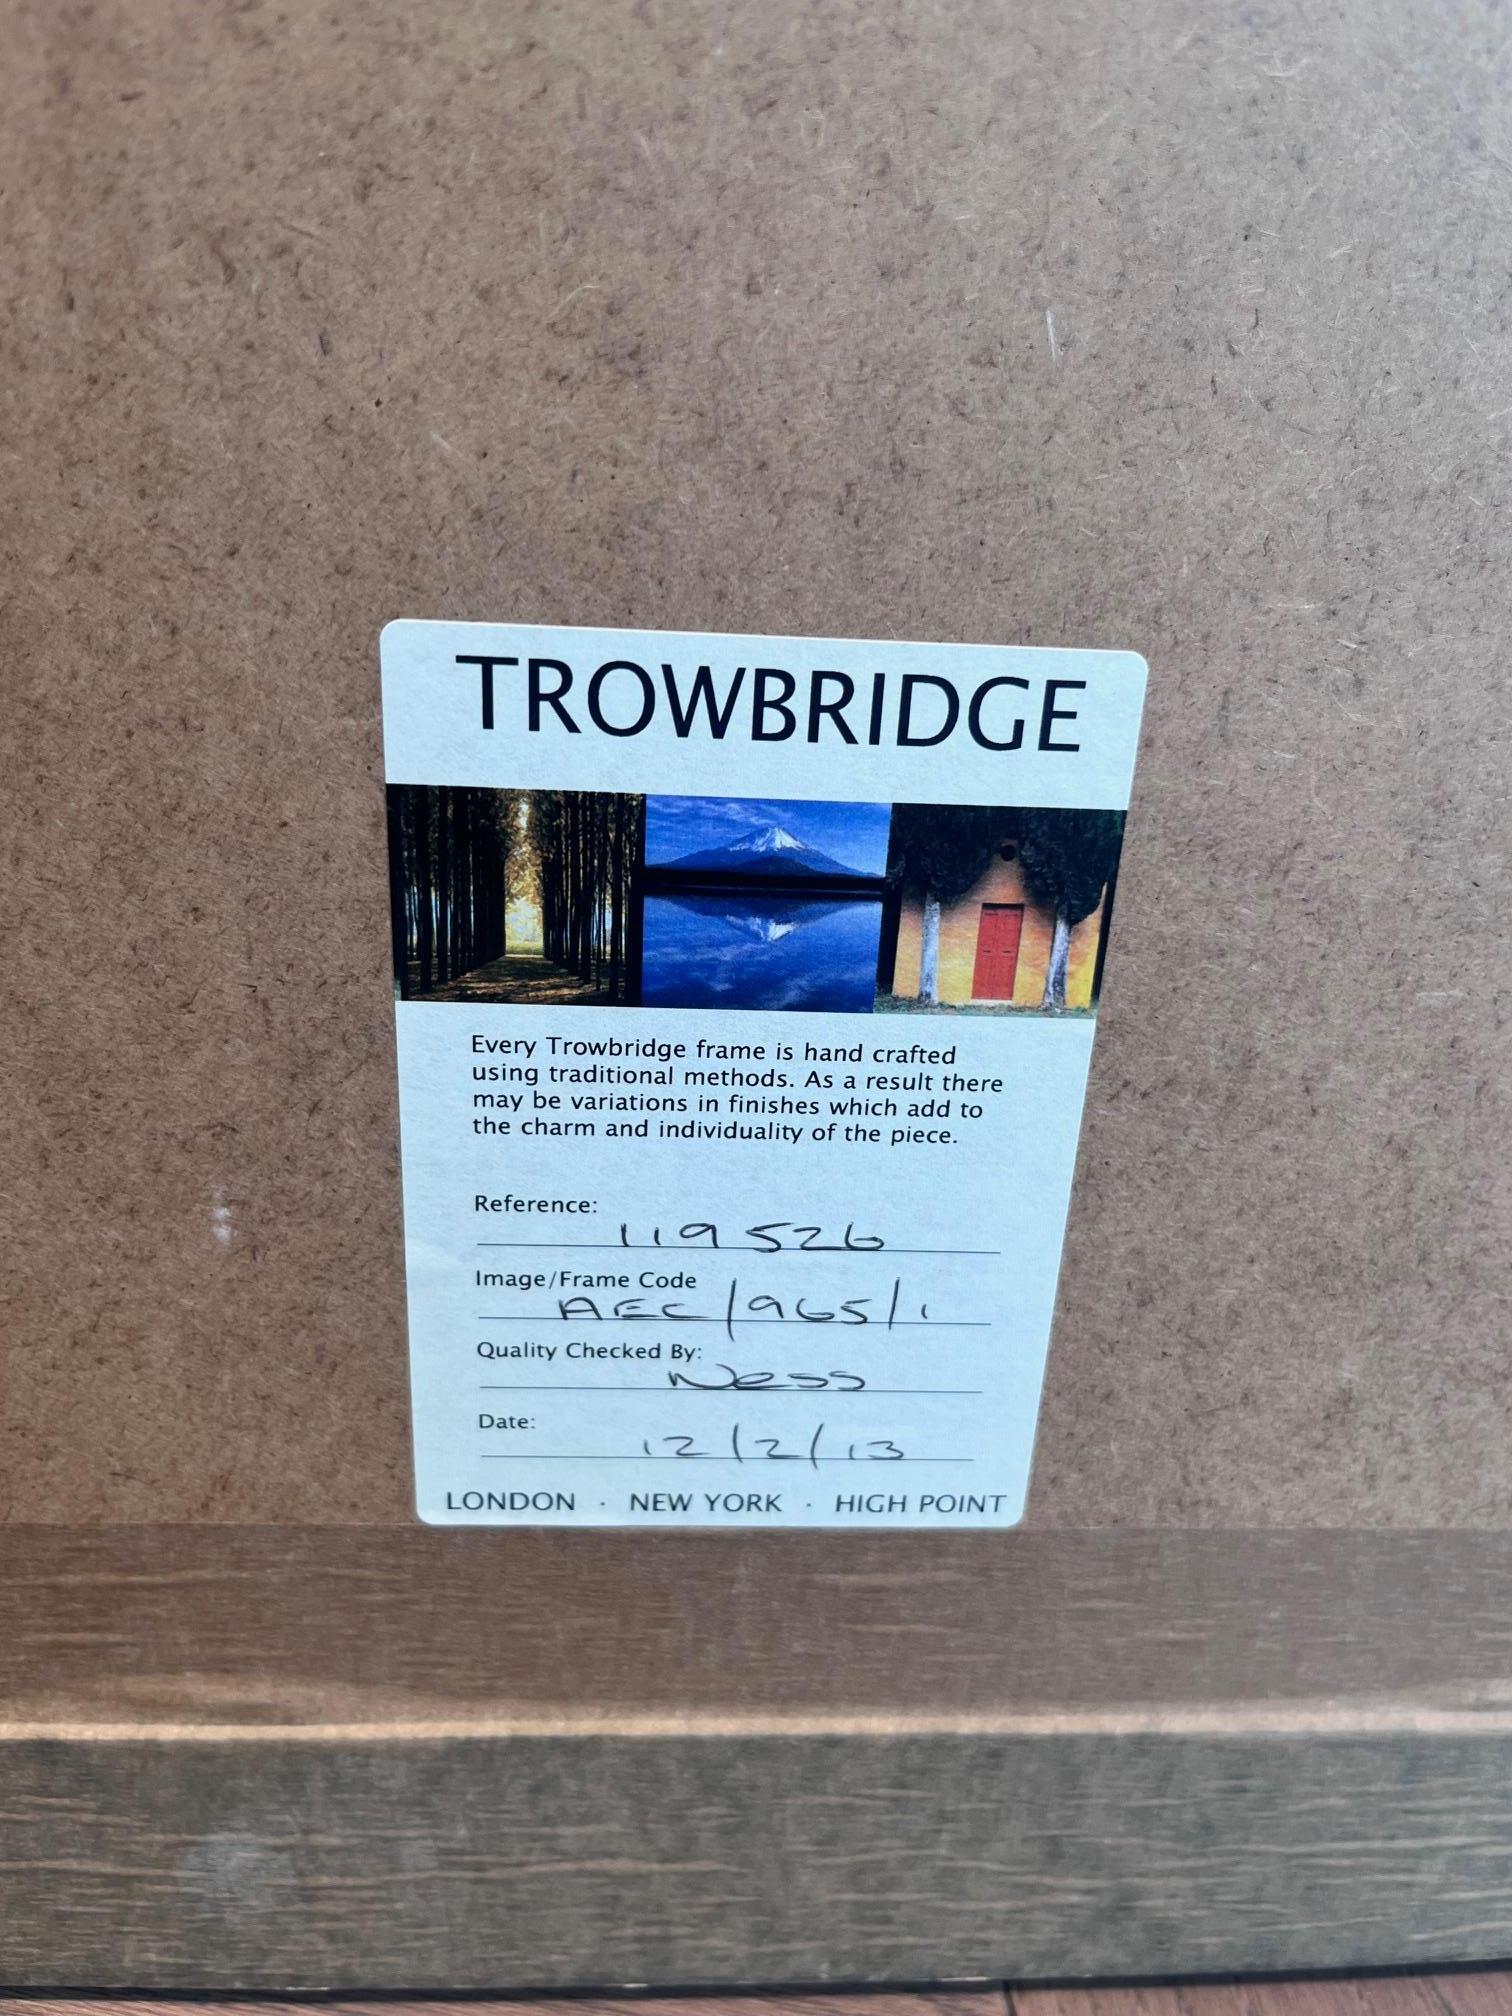 TROWBRIDGE
Every Trowbridge frame is hand crafted
using traditional methods. As a result there
may be variations in finishes which add to
the charm and individuality of the piece.
Reference:
119526
Image/Frame Code
AEC/965/1
Quality Checked By:
Ness
Date:
12/2/13
LONDON · NEW YORK · HIGH POINT